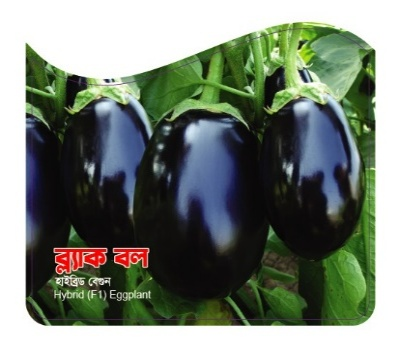 ব্ল্যাক বল
হাইব্রিড বেগুন
Hybrid (F1) Eggplant